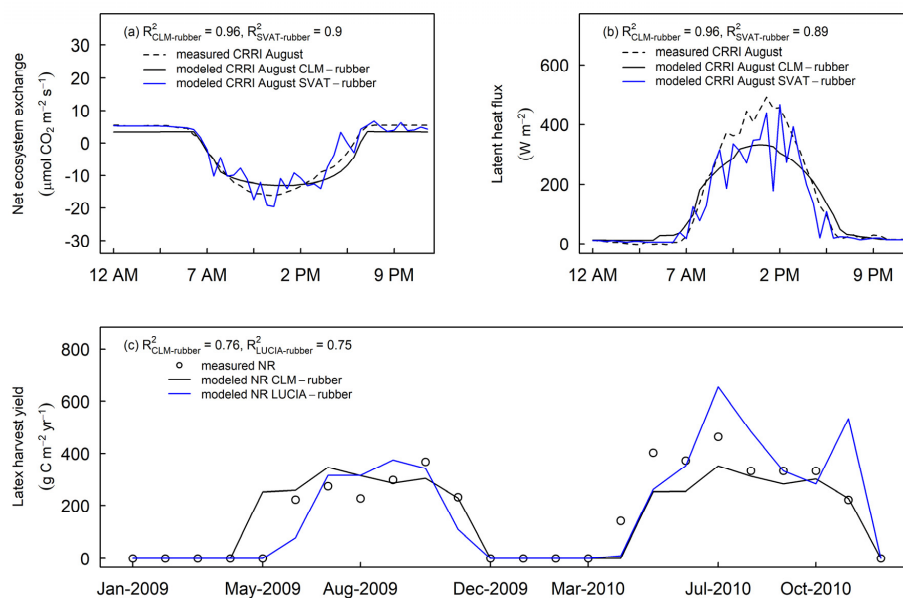 (a) R²CLM-rubber = 0.96, R²SVAT-rubber = 0.9
measured CRRI August
modeled CRRI August CLM−rubber
modeled CRRI August SVAT−rubber
Net ecosystem exchange
(µmol CO₂ m⁻² s⁻¹)
30
20
10
0
-10
-20
-30
12 AM 7 AM 2 PM 9 PM
(b) R²CLM-rubber = 0.96, R²SVAT-rubber = 0.89
measured CRRI August
modeled CRRI August CLM−rubber
modeled CRRI August SVAT−rubber
Latent heat flux
(W m⁻²)
600
400
200
0
12 AM 7 AM 2 PM 9 PM
(c) R²CLM-rubber = 0.76, R²LUCIA-rubber = 0.75
measured NR
modeled NR CLM−rubber
modeled NR LUCIA−rubber
Latex harvest yield
(g C m⁻² yr⁻¹)
800
600
400
200
0
Jan-2009 May-2009 Aug-2009 Dec-2009 Mar-2010 Jul-2010 Oct-2010